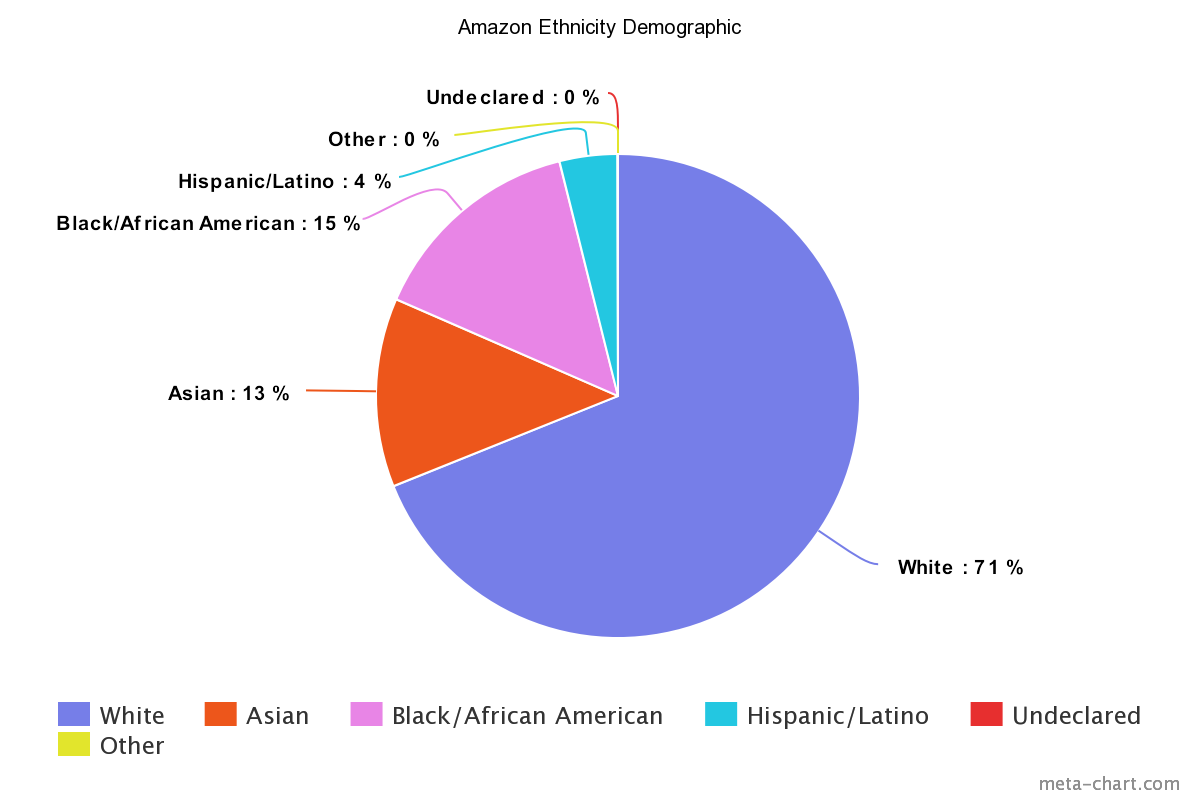 Amazon Ethnicity Demographic
Undeclared : 0 %
Other : 0 %
Hispanic/Latino : 4 %
Black/African American : 15 %
Asian : 13 %
White : 71 %
White Asian Black/African American Hispanic/Latino Undeclared
Other
meta-chart.com